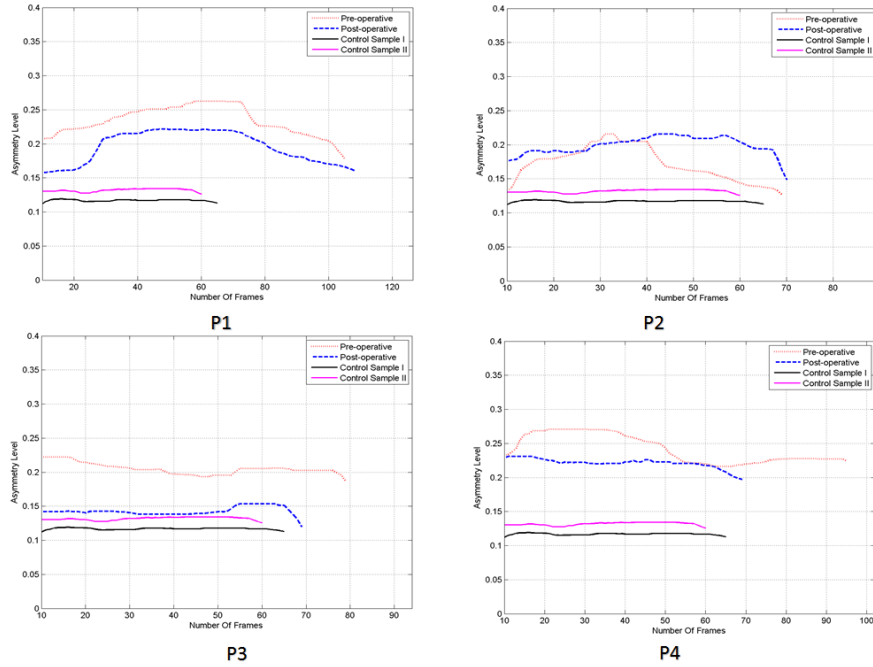 0.4
0.35
0.3
0.25
0.2
0.15
0.1
0.05
0
Asymmetry Level
Pre-operative
Post-operative
Control Sample I
Control Sample II
20 40 60 80 100 120
Number Of Frames
P1
0.4
0.35
0.3
0.25
0.2
0.15
0.1
0.05
0
Asymmetry Level
Pre-operative
Post-operative
Control Sample I
Control Sample II
10 20 30 40 50 60 70 80 90
Number Of Frames
P2
0.4
0.35
0.3
0.25
0.2
0.15
0.1
0.05
0
Asymmetry Level
Pre-operative
Post-operative
Control Sample I
Control Sample II
10 20 30 40 50 60 70 80 90
Number Of Frames
P3
0.4
0.35
0.3
0.25
0.2
0.15
0.1
0.05
0
Asymmetry Level
Pre-operative
Post-operative
Control Sample I
Control Sample II
10 20 30 40 50 60 70 80 90 100
Number Of Frames
P4